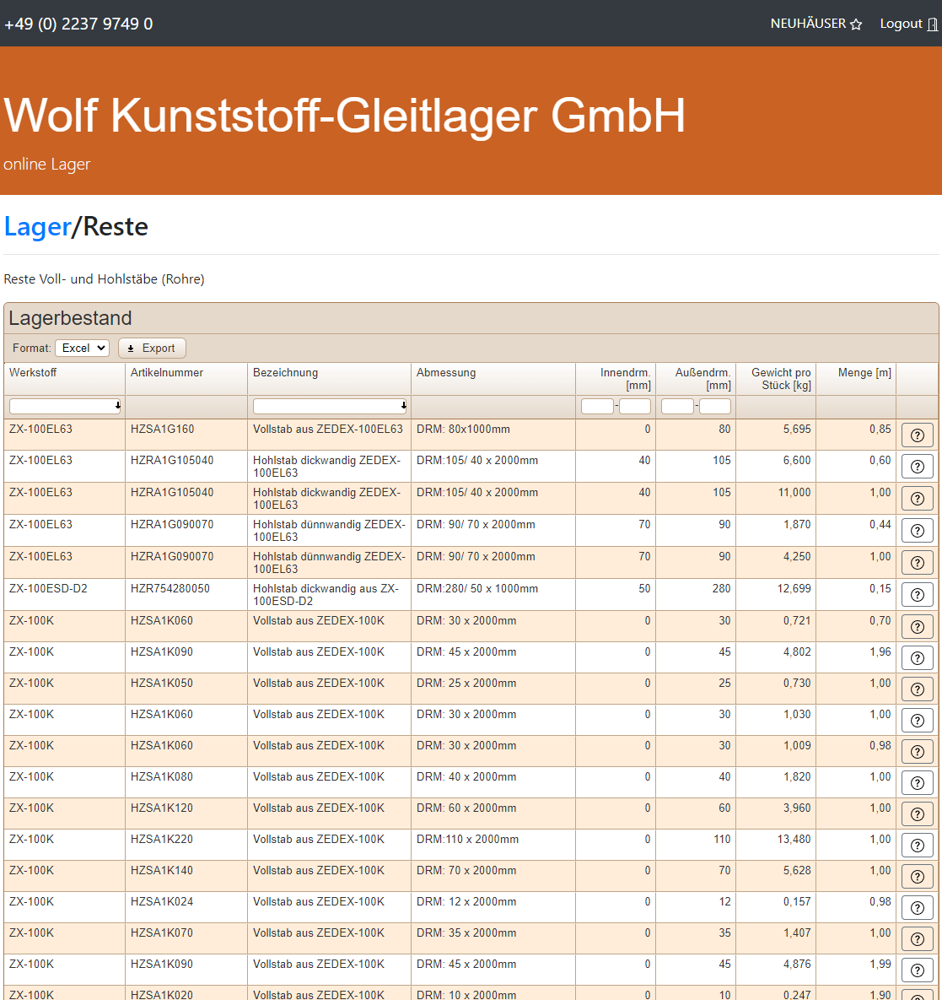 +49 (0) 2237 9749 0 NEUHÄUSER Logout
Wolf Kunststoff-Gleitlager GmbH
online Lager
Lager/Reste
Reste Voll- und Hohlstäbe (Rohre)
Lagerbestand
Format: Excel Export
Werkstoff Artikelnummer Bezeichnung Abmessung Innendrm. [mm] Außendrm. [mm] Gewicht pro Stück [kg] Menge [m]
- -
ZX-100EL63 HZSA1G160 Vollstab aus ZEDEX-100EL63 DRM: 80x1000mm 0 80 5,695 0,85
ZX-100EL63 HZRA1G105040 Hohlstab dickwandig ZEDEX-100EL63 DRM:105/ 40 x 2000mm 40 105 6,600 0,60
ZX-100EL63 HZRA1G105040 Hohlstab dickwandig ZEDEX-100EL63 DRM:105/ 40 x 2000mm 40 105 11,000 1,00
ZX-100EL63 HZRA1G090070 Hohlstab dünnwandig ZEDEX-100EL63 DRM: 90/ 70 x 2000mm 70 90 1,870 0,44
ZX-100EL63 HZRA1G090070 Hohlstab dünnwandig ZEDEX-100EL63 DRM: 90/ 70 x 2000mm 70 90 4,250 1,00
ZX-100ESD-D2 HZR754280050 Hohlstab dickwandig aus ZX-100ESD-D2 DRM:280/ 50 x 1000mm 50 280 12,699 0,15
ZX-100K HZSA1K060 Vollstab aus ZEDEX-100K DRM: 30 x 2000mm 0 30 0,721 0,70
ZX-100K HZSA1K090 Vollstab aus ZEDEX-100K DRM: 45 x 2000mm 0 45 4,802 1,96
ZX-100K HZSA1K050 Vollstab aus ZEDEX-100K DRM: 25 x 2000mm 0 25 0,730 1,00
ZX-100K HZSA1K060 Vollstab aus ZEDEX-100K DRM: 30 x 2000mm 0 30 1,030 1,00
ZX-100K HZSA1K060 Vollstab aus ZEDEX-100K DRM: 30 x 2000mm 0 30 1,009 0,98
ZX-100K HZSA1K080 Vollstab aus ZEDEX-100K DRM: 40 x 2000mm 0 40 1,820 1,00
ZX-100K HZSA1K120 Vollstab aus ZEDEX-100K DRM: 60 x 2000mm 0 60 3,960 1,00
ZX-100K HZSA1K220 Vollstab aus ZEDEX-100K DRM:110 x 2000mm 0 110 13,480 1,00
ZX-100K HZSA1K140 Vollstab aus ZEDEX-100K DRM: 70 x 2000mm 0 70 5,628 1,00
ZX-100K HZSA1K024 Vollstab aus ZEDEX-100K DRM: 12 x 2000mm 0 12 0,157 0,98
ZX-100K HZSA1K070 Vollstab aus ZEDEX-100K DRM: 35 x 2000mm 0 35 1,407 1,00
ZX-100K HZSA1K090 Vollstab aus ZEDEX-100K DRM: 45 x 2000mm 0 45 4,876 1,99
ZX-100K HZSA1K020 Vollstab aus ZEDEX-100K DRM: 10 x 2000mm 0 10 0,247 1,90